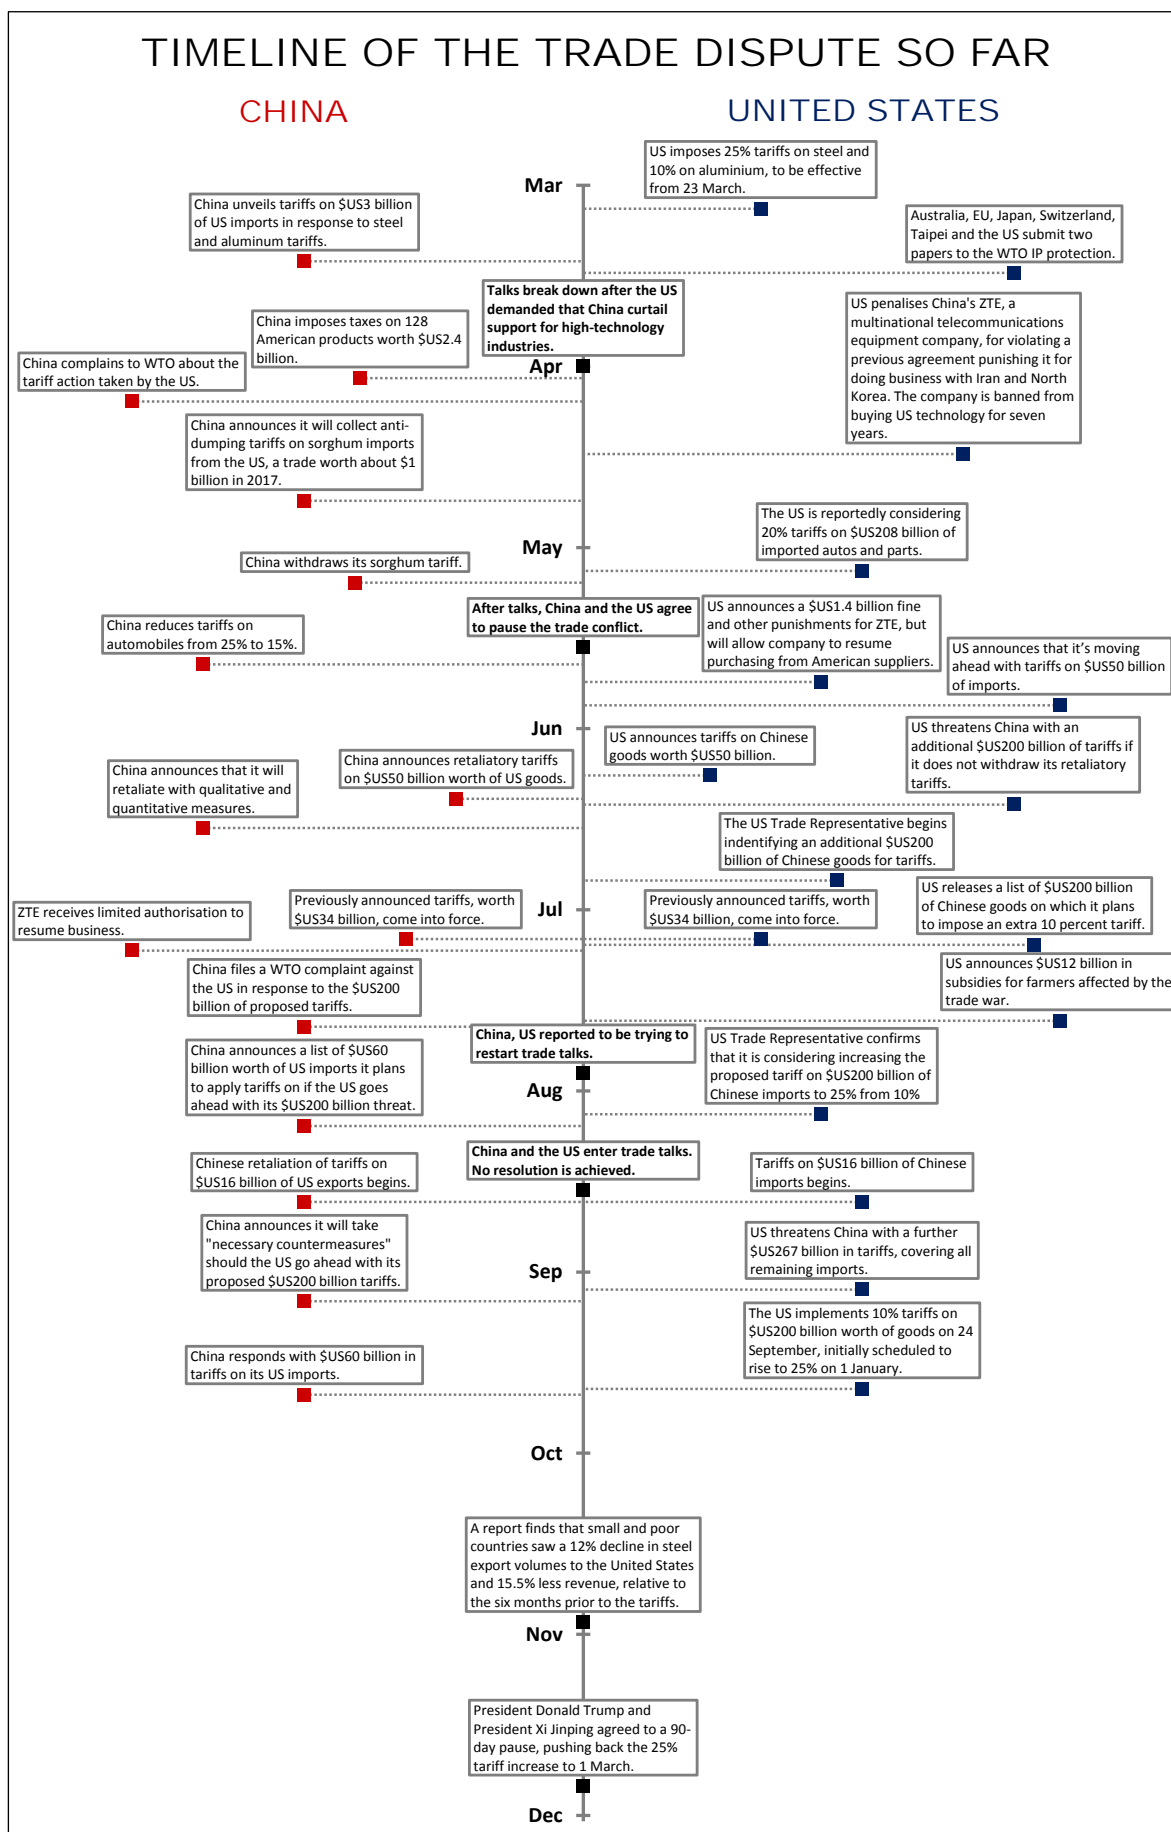 TIMELINE OF THE TRADE DISPUTE SO FAR
CHINA
UNITED STATES
US imposes 25% tariffs on steel and
10% on aluminium, to be effective
from 23 March.
Mar
China unveils tariffs on $US3 billion
of US imports in response to steel
and aluminum tariffs.
Australia, EU, Japan, Switzerland,
Taipei and the US submit two
papers to the WTO IP protection.
Talks break down after the US
demanded that China curtail
support for high-technology
industries.
US penalises China's ZTE, a
multinational telecommunications
equipment company, for violating a
previous agreement punishing it for
doing business with Iran and North
Korea. The company is banned from
buying US technology for seven
years.
China imposes taxes on 128
American products worth $US2.4
billion.
China complains to WTO about the
tariff action taken by the US.
Apr
China announces it will collect anti-
dumping tariffs on sorghum imports
from the US, a trade worth about $1
billion in 2017.
The US is reportedly considering
20% tariffs on $US208 billion of
imported autos and parts.
May
China withdraws its sorghum tariff.
After talks, China and the US agree
to pause the trade conflict.
US announces a $US1.4 billion fine
and other punishments for ZTE, but
will allow company to resume
purchasing from American suppliers.
China reduces tariffs on
automobiles from 25% to 15%.
US announces that it’s moving
ahead with tariffs on $US50 billion
of imports.
Jun
US announces tariffs on Chinese
goods worth $US50 billion.
US threatens China with an
additional $US200 billion of tariffs if
it does not withdraw its retaliatory
tariffs.
China announces retaliatory tariffs
on $US50 billion worth of US goods.
China announces that it will
retaliate with qualitative and
quantitative measures.
The US Trade Representative begins
indentifying an additional $US200
billion of Chinese goods for tariffs.
Jul
ZTE receives limited authorisation to
resume business.
Previously announced tariffs, worth
$US34 billion, come into force.
Previously announced tariffs, worth
$US34 billion, come into force.
US releases a list of $US200 billion
of Chinese goods on which it plans
to impose an extra 10 percent tariff.
China files a WTO complaint against
the US in response to the $US200
billion of proposed tariffs.
US announces $US12 billion in
subsidies for farmers affected by the
trade war.
China, US reported to be trying to
restart trade talks.
US Trade Representative confirms
that it is considering increasing the
proposed tariff on $US200 billion of
Chinese imports to 25% from 10%
China announces a list of $US60
billion worth of US imports it plans
to apply tariffs on if the US goes
ahead with its $US200 billion threat.
Aug
China and the US enter trade talks.
No resolution is achieved.
Chinese retaliation of tariffs on
$US16 billion of US exports begins.
Tariffs on $US16 billion of Chinese
imports begins.
China announces it will take
"necessary countermeasures"
should the US go ahead with its
proposed $US200 billion tariffs.
US threatens China with a further
$US267 billion in tariffs, covering all
remaining imports.
Sep
The US implements 10% tariffs on
$US200 billion worth of goods on 24
September, initially scheduled to
rise to 25% on 1 January.
China responds with $US60 billion in
tariffs on its US imports.
Oct
A report finds that small and poor
countries saw a 12% decline in steel
export volumes to the United States
and 15.5% less revenue, relative to
the six months prior to the tariffs.
Nov
President Donald Trump and
President Xi Jinping agreed to a 90-
day pause, pushing back the 25%
tariff increase to 1 March.
Dec